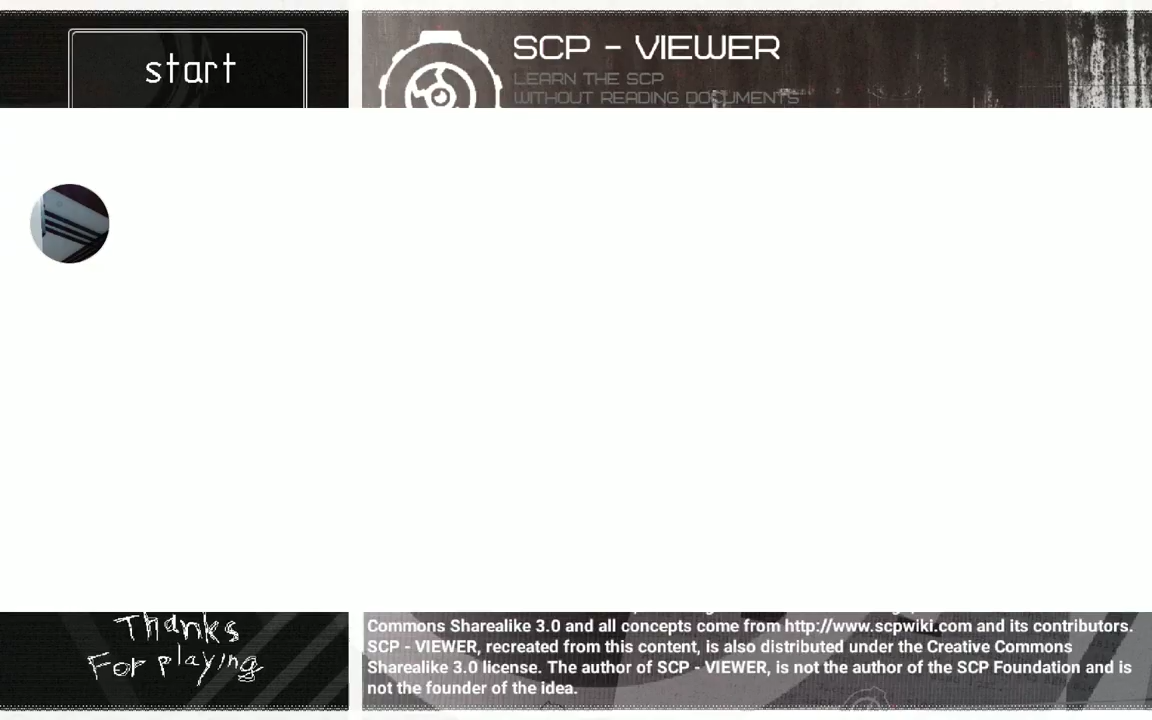 start
SCP - VIEWER
LEARN THE SCP
WITHOUT READING DOCUMENTS
Thanks
For playing
Commons Sharealike 3.0 and all concepts come from http://www.scpwiki.com and its contributors.
SCP - VIEWER, recreated from this content, is also distributed under the Creative Commons
Sharealike 3.0 license. The author of SCP - VIEWER, is not the author of the SCP Foundation and is
not the founder of the idea.